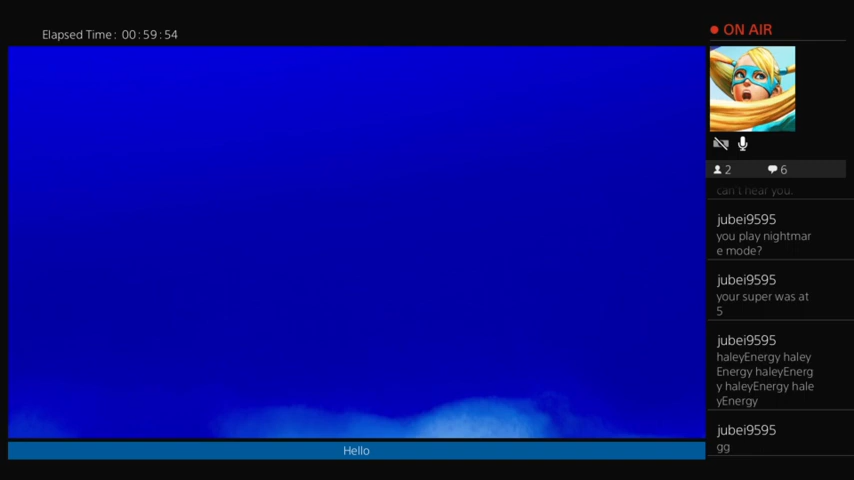 Elapsed Time: 00:59:54
ON AIR
2 6
can't hear you.
jubei9595
you play nightmar
e mode?
jubei9595
your super was at
5
jubei9595
haleyEnergy haley
Energy haleyEnerg
y haleyEnergy hale
yEnergy
jubei9595
gg
Hello